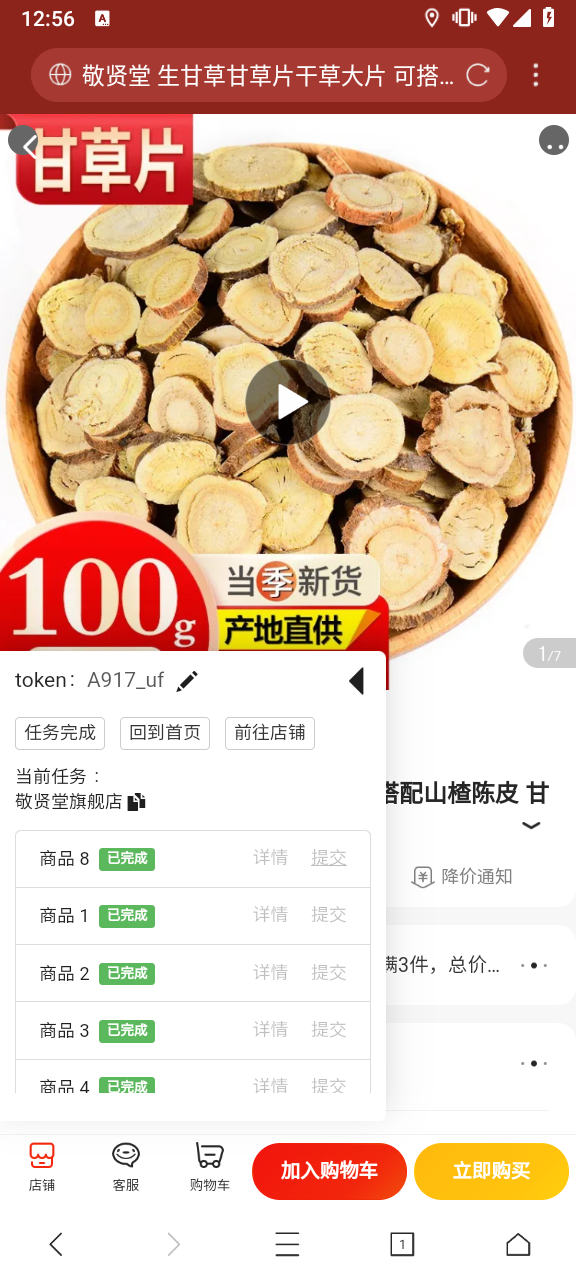 12:56
A
敬贤堂 生甘草甘草片干草大片 可搭...
甘草片
100g
当季新货
产地直供
1/7
token: A917_uf
任务完成 回到首页 前往店铺
当前任务：
敬贤堂旗舰店
搭配山楂陈皮 甘
降价通知
商品 8 已完成 详情 提交
商品 1 已完成 详情 提交
满3件，总价...
商品 2 已完成 详情 提交
商品 3 已完成 详情 提交
商品 4 已完成 详情 提交
店铺 客服 购物车 加入购物车 立即购买
1